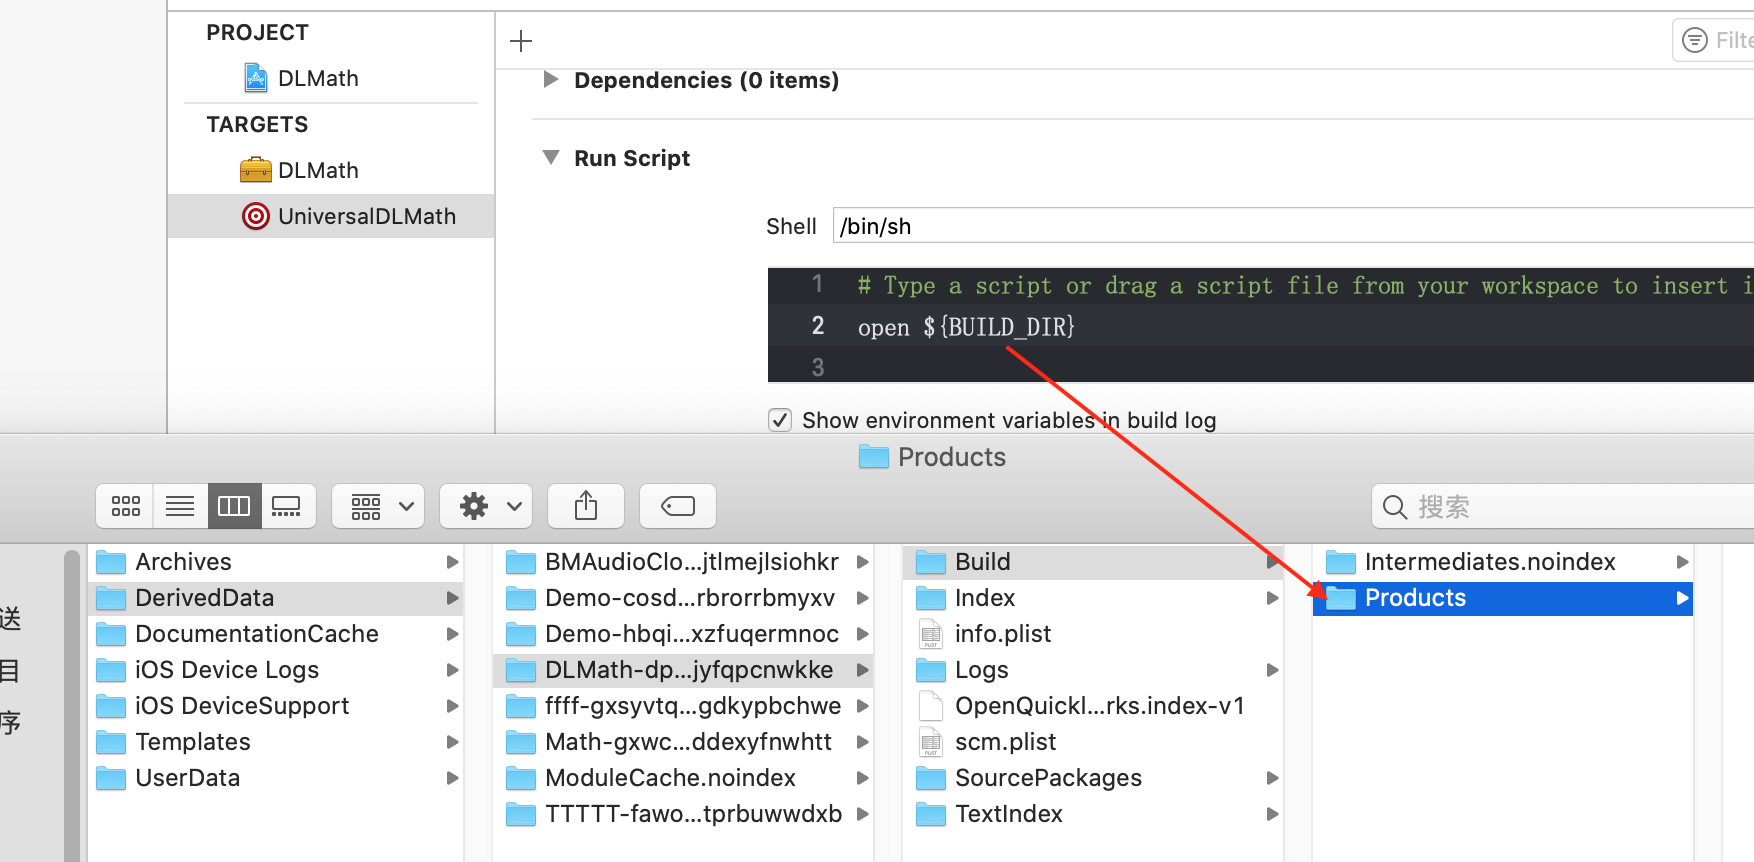 PROJECT
DLMath
TARGETS
DLMath
UniversalDLMath
Filte
Dependencies (0 items)
Run Script
Shell /bin/sh
1 # Type a script or drag a script file from your workspace to insert i
2 open ${BUILD_DIR}
3
Show environment variables in build log
Products
搜索
送
目
序
Archives
DerivedData
DocumentationCache
iOS Device Logs
iOS DeviceSupport
Templates
UserData
BMAudioClo...jtlmejlsiohkr
Demo-cosd...rbrorrbmyxv
Demo-hbqi...xzfuqermnoc
DLMath-dp...jyfqpcnwkke
ffff-gxsyvtq...gdkypbchwe
Math-gxwc...ddexyfnwhtt
ModuleCache.noindex
TTTTT-fawo...tprbuwwdxb
Build
Index
info.plist
Logs
OpenQuickl...rks.index-v1
scm.plist
SourcePackages
TextIndex
Intermediates.noindex
Products